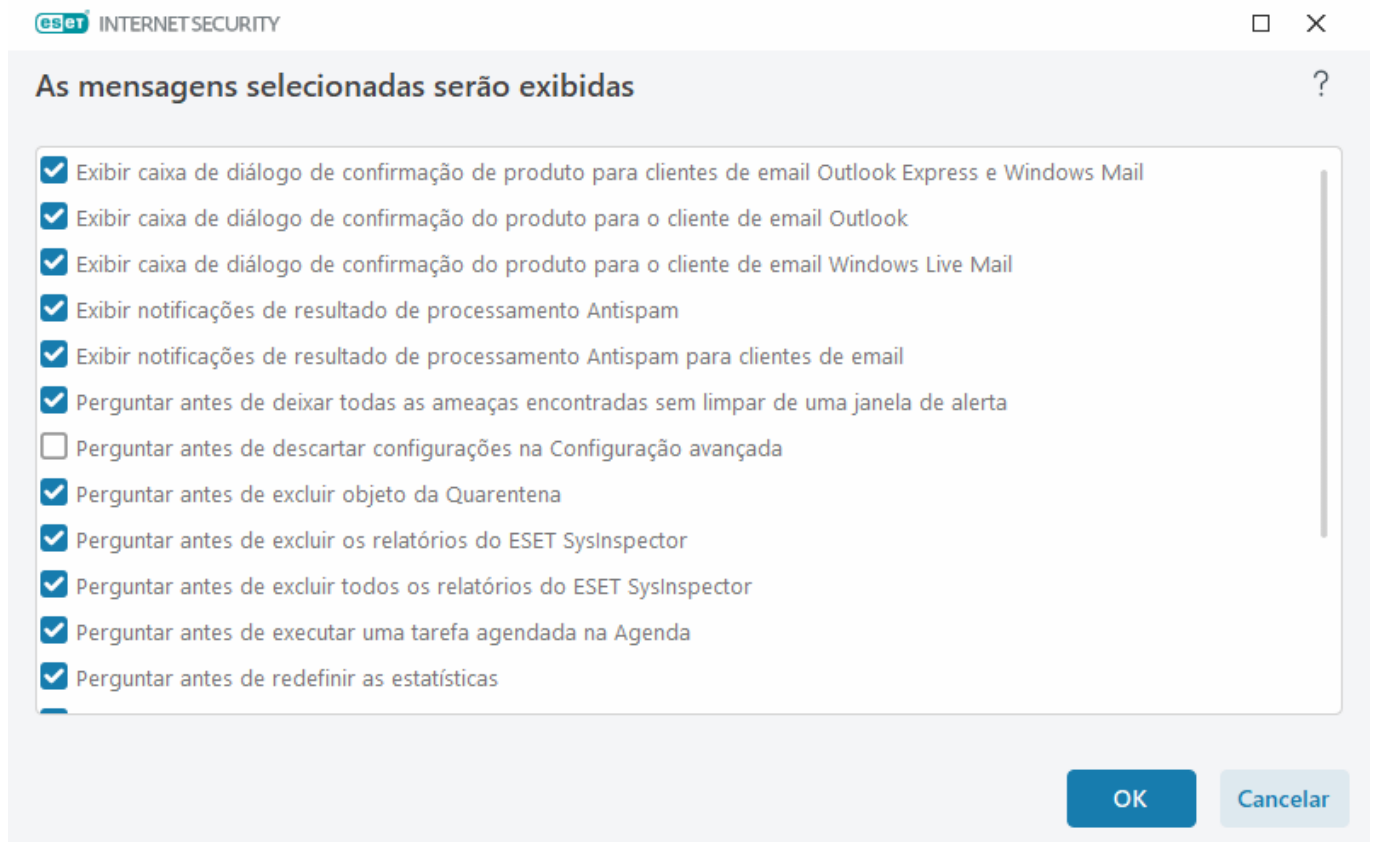 eset INTERNET SECURITY
As mensagens selecionadas serão exibidas
?
Exibir caixa de diálogo de confirmação de produto para clientes de email Outlook Express e Windows Mail
Exibir caixa de diálogo de confirmação do produto para o cliente de email Outlook
Exibir caixa de diálogo de confirmação do produto para o cliente de email Windows Live Mail
Exibir notificações de resultado de processamento Antispam
Exibir notificações de resultado de processamento Antispam para clientes de email
Perguntar antes de deixar todas as ameaças encontradas sem limpar de uma janela de alerta
Perguntar antes de descartar configurações na Configuração avançada
Perguntar antes de excluir objeto da Quarentena
Perguntar antes de excluir os relatórios do ESET SysInspector
Perguntar antes de excluir todos os relatórios do ESET SysInspector
Perguntar antes de executar uma tarefa agendada na Agenda
Perguntar antes de redefinir as estatísticas
OK Cancelar